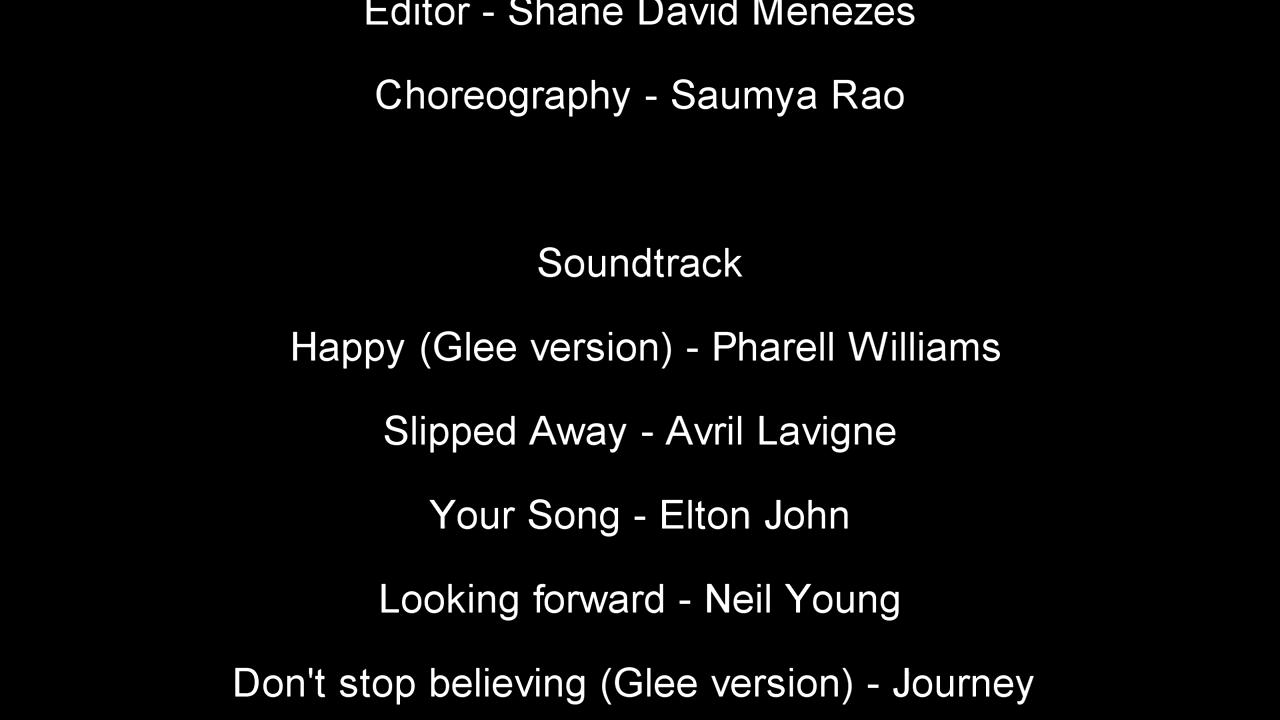 Editor - Shane David Menezes
Choreography - Saumya Rao
Soundtrack
Happy (Glee version) - Pharell Williams
Slipped Away - Avril Lavigne
Your Song - Elton John
Looking forward - Neil Young
Don't stop believing (Glee version) - Journey